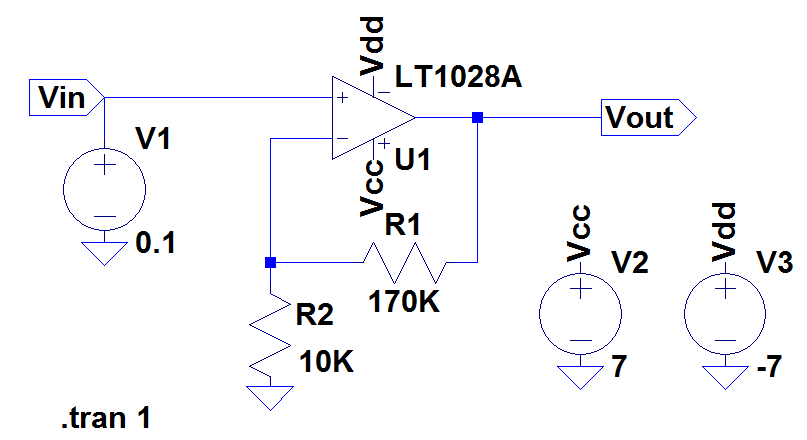 Vdd
LT1028A
Vin
+
−
Vout
V1
+
−
+
−
U1
Vcc
0.1
R1
170K
R2
10K
Vcc
V2
+
−
7
Vdd
V3
+
−
-7
.tran 1